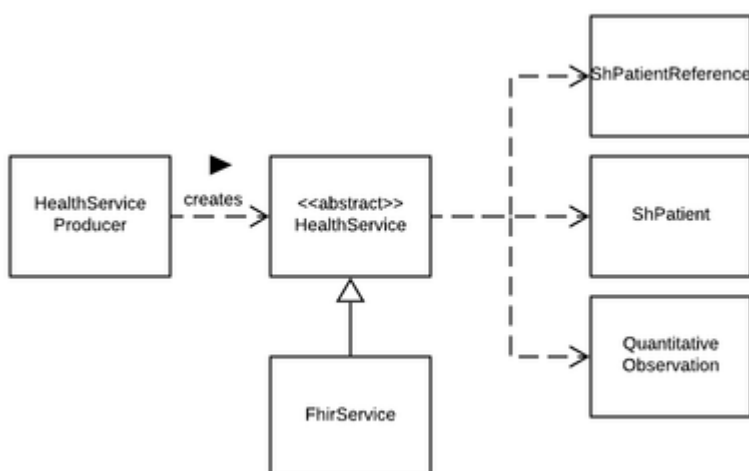 ShPatientReference
HealthService
Producer
creates
<<abstract>>
HealthService
ShPatient
Quantitative
Observation
FhirService